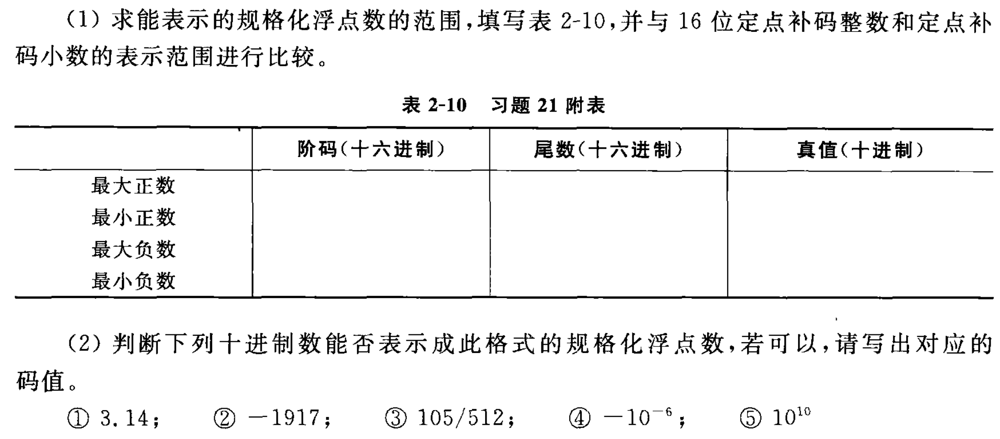 (1) 求能表示的规格化浮点数的范围,填写表 2-10,并与 16 位定点补码整数和定点补
码小数的表示范围进行比较。
表 2-10 习题 21 附表
阶码(十六进制) 尾数(十六进制) 真值(十进制)
最大正数
最小正数
最大负数
最小负数
(2) 判断下列十进制数能否表示成此格式的规格化浮点数,若可以,请写出对应的
码值。
① 3.14; ② －1917; ③ 105/512; ④ －10⁻⁶; ⑤ 10¹⁰